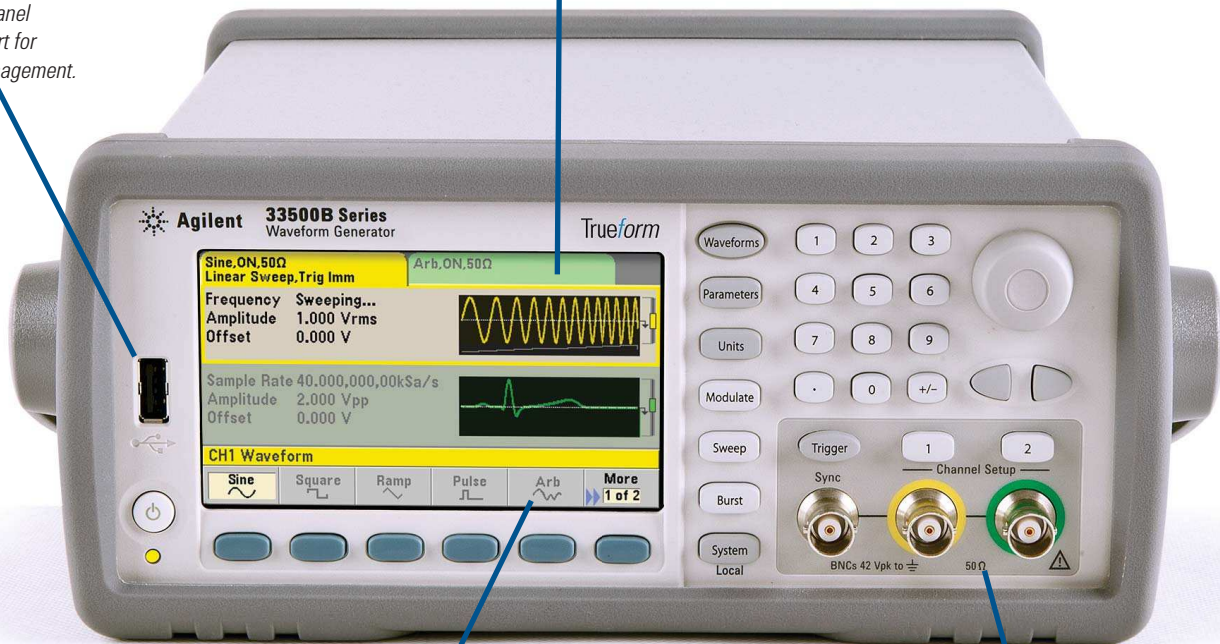 anel
rt for
agement.
Agilent 33500B Series
Waveform Generator
Trueform
Sine,ON,50Ω
Linear Sweep,Trig Imm
Arb,ON,50Ω
Frequency Sweeping...
Amplitude 1.000 Vrms
Offset 0.000 V
Sample Rate 40.000,000,00kSa/s
Amplitude 2.000 Vpp
Offset 0.000 V
CH1 Waveform
Sine Square Ramp Pulse Arb More
1 of 2
Waveforms
Parameters
Units
Modulate
Sweep
Burst
System
Local
1 2 3
4 5 6
7 8 9
. 0 +/−
Trigger 1 2
Channel Setup
Sync
BNCs 42 Vpk to ⏚ 50 Ω